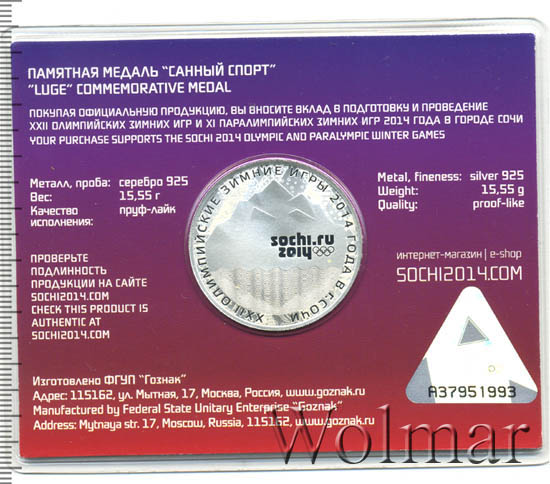 ПАМЯТНАЯ МЕДАЛЬ "САННЫЙ СПОРТ"
"LUGE" COMMEMORATIVE MEDAL
ПОКУПАЯ ОФИЦИАЛЬНУЮ ПРОДУКЦИЮ, ВЫ ВНОСИТЕ ВКЛАД В ПОДГОТОВКУ И ПРОВЕДЕНИЕ
XXII ОЛИМПИЙСКИХ ЗИМНИХ ИГР И XI ПАРАЛИМПИЙСКИХ ЗИМНИХ ИГР 2014 ГОДА В ГОРОДЕ СОЧИ
YOUR PURCHASE SUPPORTS THE SOCHI 2014 OLYMPIC AND PARALYMPIC WINTER GAMES
Металл, проба: серебро 925
Вес: 15,55 г
Качество пруф-лайк
исполнения:
Metal, fineness: silver 925
Weight: 15,55 g
Quality: proof-like
XXII ОЛИМПИЙСКИЕ ЗИМНИЕ ИГРЫ 2014 ГОДА В г. СОЧИ
sochi.ru
2014
ПРОВЕРЬТЕ
ПОДЛИННОСТЬ
ПРОДУКЦИИ НА САЙТЕ
SOCHI2014.COM
CHECK THIS PRODUCT IS
AUTHENTIC AT
SOCHI2014.COM
интернет-магазин | e-shop
SOCHI2014.COM
A37951993
Изготовлено ФГУП "Гознак"
Адрес: 115162, ул. Мытная, 17, Москва, Россия, www.goznak.ru
Manufactured by Federal State Unitary Enterprise "Goznak"
Address: Mytnaya str. 17, Moscow, Russia, 115162, www.goznak.ru
Wolmar